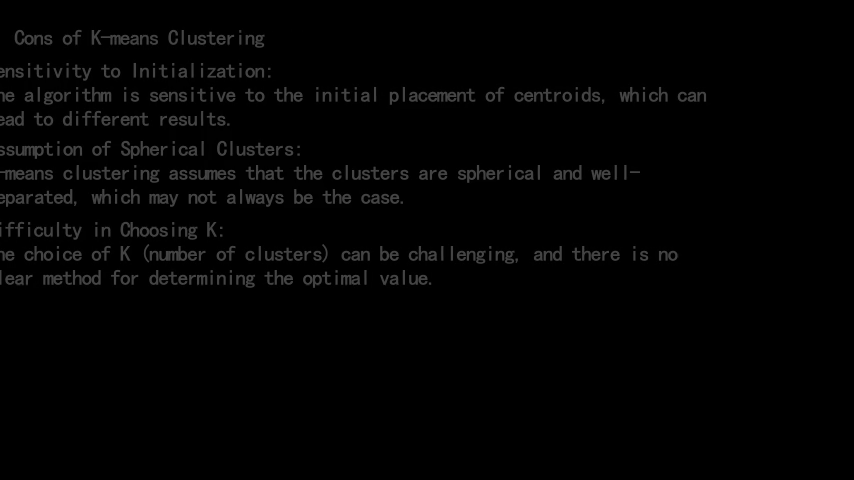 Cons of K-means Clustering
ensitivity to Initialization:
he algorithm is sensitive to the initial placement of centroids, which can
ead to different results.
ssumption of Spherical Clusters:
-means clustering assumes that the clusters are spherical and well-
eparated, which may not always be the case.
ifficulty in Choosing K:
he choice of K (number of clusters) can be challenging, and there is no
lear method for determining the optimal value.